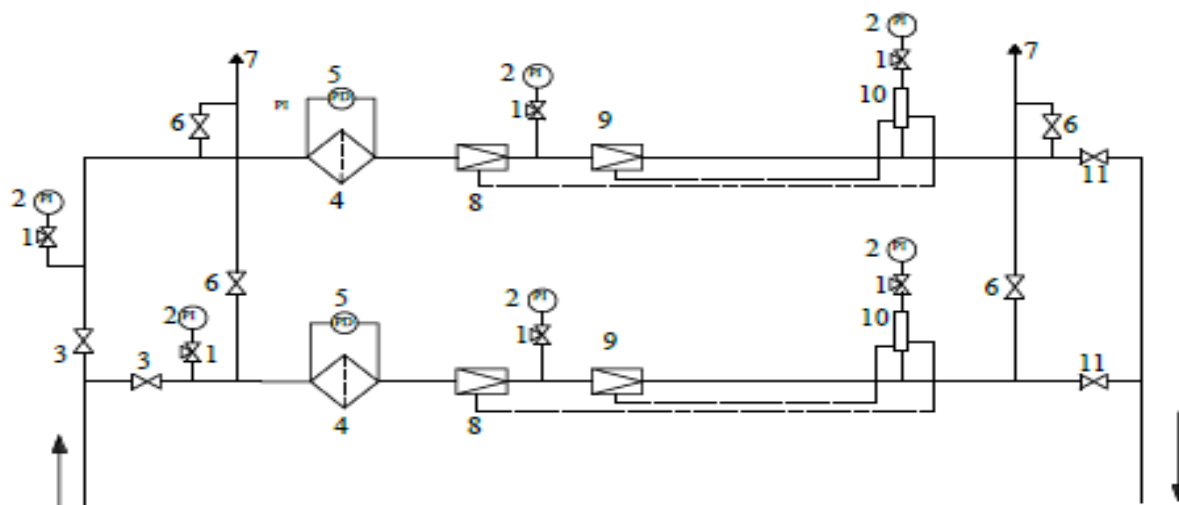 2 PI
7 7
5 2 PI 1
PI PD 1 9 10
6 6
4 8 11
2 PI
1
2 PI
6 5 2 PI 1 6
2 PI PD 1 9 10
3 3 1 11
4 8